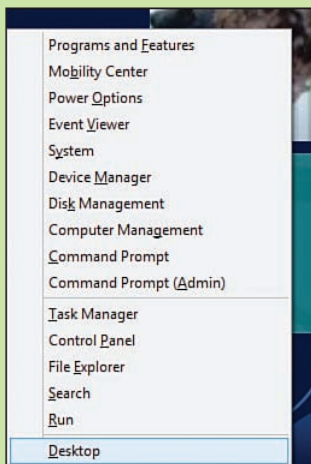 Programs and Features
Mobility Center
Power Options
Event Viewer
System
Device Manager
Disk Management
Computer Management
Command Prompt
Command Prompt (Admin)
Task Manager
Control Panel
File Explorer
Search
Run
Desktop